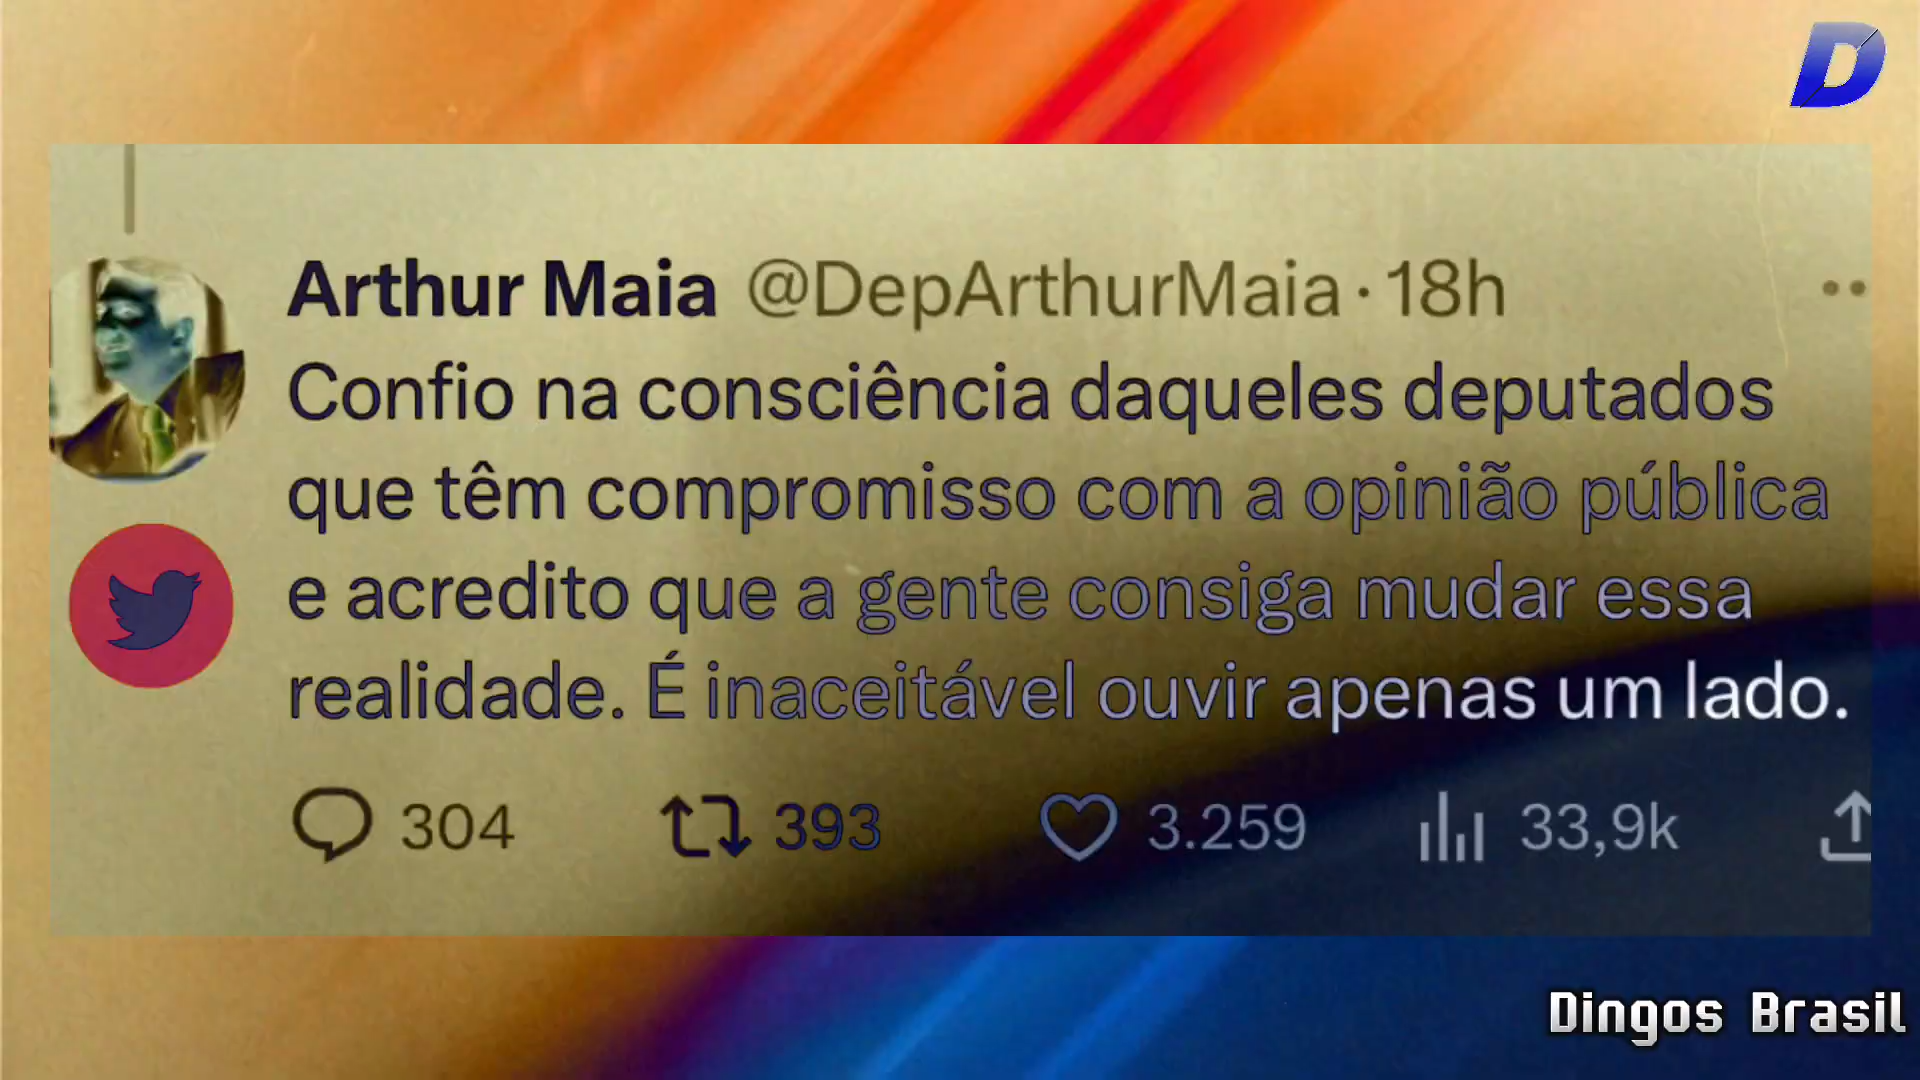 D
Arthur Maia @DepArthurMaia · 18h
Confio na consciência daqueles deputados
que têm compromisso com a opinião pública
e acredito que a gente consiga mudar essa
realidade. É inaceitável ouvir apenas um lado.
304 393 3.259 33,9k
Dingos Brasil